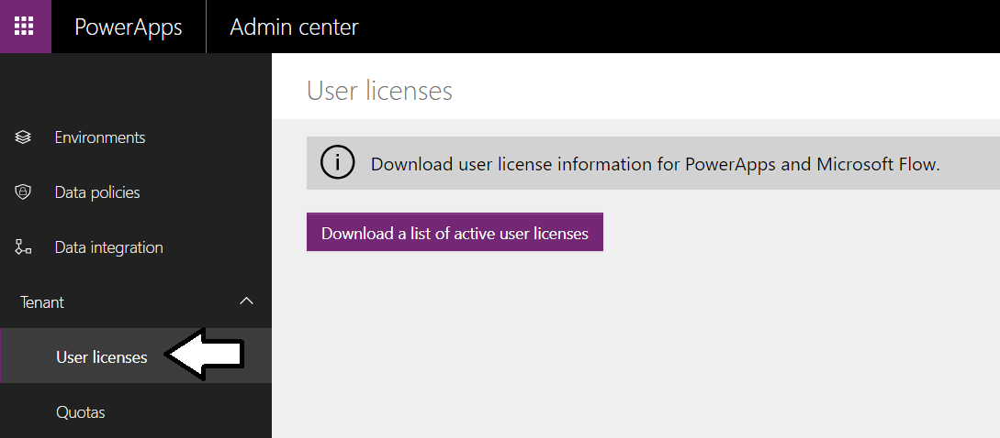 PowerApps
Admin center
Environments
Data policies
Data integration
Tenant
User licenses
Quotas
User licenses
Download user license information for PowerApps and Microsoft Flow.
Download a list of active user licenses